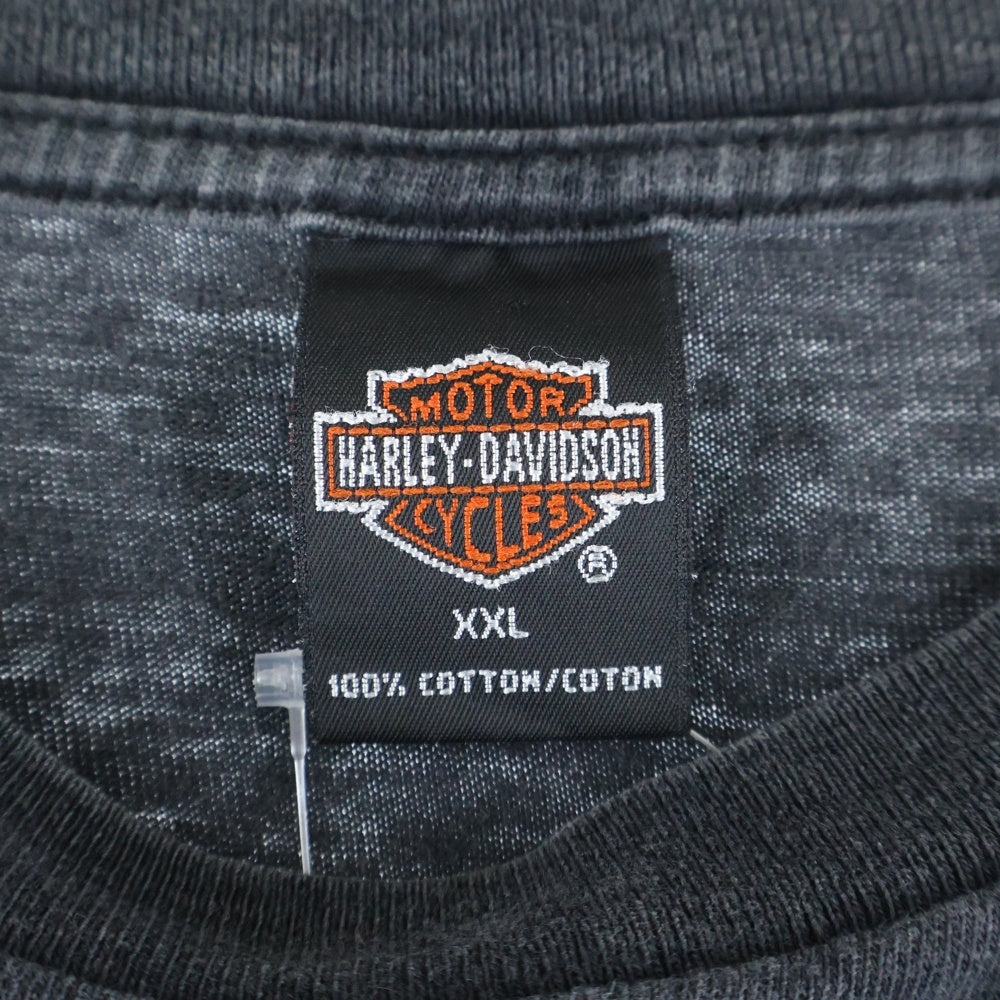 MOTOR
HARLEY-DAVIDSON
CYCLES
®
XXL
100% COTTON/COTON